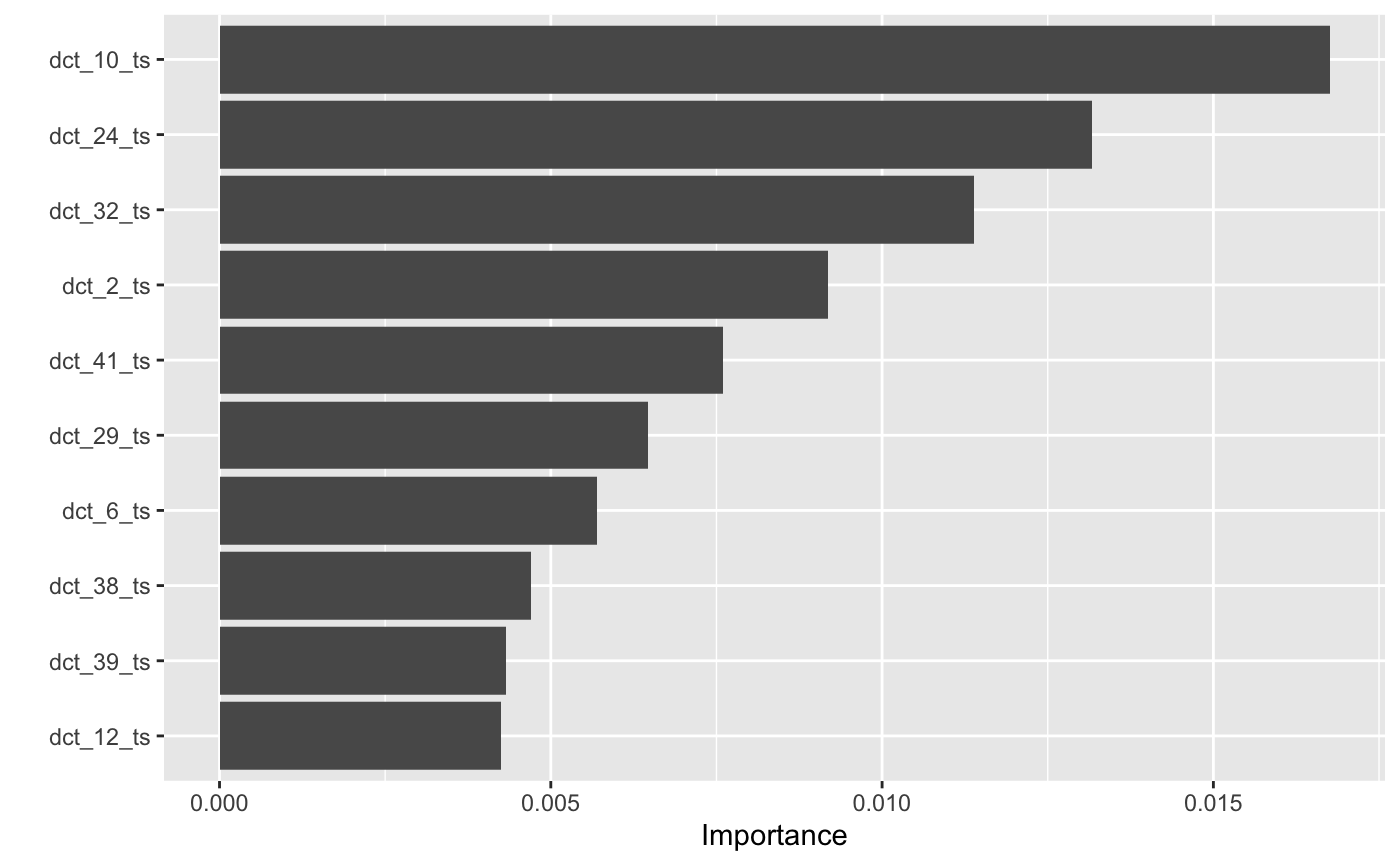 dct_10_ts
dct_24_ts
dct_32_ts
dct_2_ts
dct_41_ts
dct_29_ts
dct_6_ts
dct_38_ts
dct_39_ts
dct_12_ts
0.000 0.005 0.010 0.015
Importance